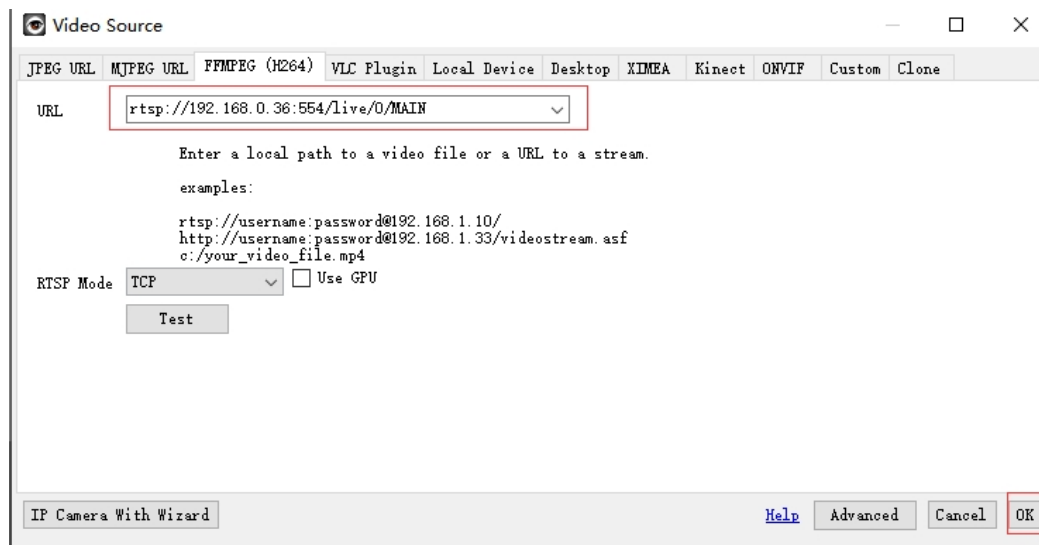 Video Source
JPEG URL MJPEG URL FFMPEG (H264) VLC Plugin Local Device Desktop XIMEA Kinect ONVIF Custom Clone
URL rtsp://192.168.0.36:554/live/0/MAIN
Enter a local path to a video file or a URL to a stream.
examples:
rtsp://username:password@192.168.1.10/
http://username:password@192.168.1.33/videostream.asf
c:/your_video_file.mp4
RTSP Mode TCP Use GPU
Test
IP Camera With Wizard Help Advanced Cancel OK